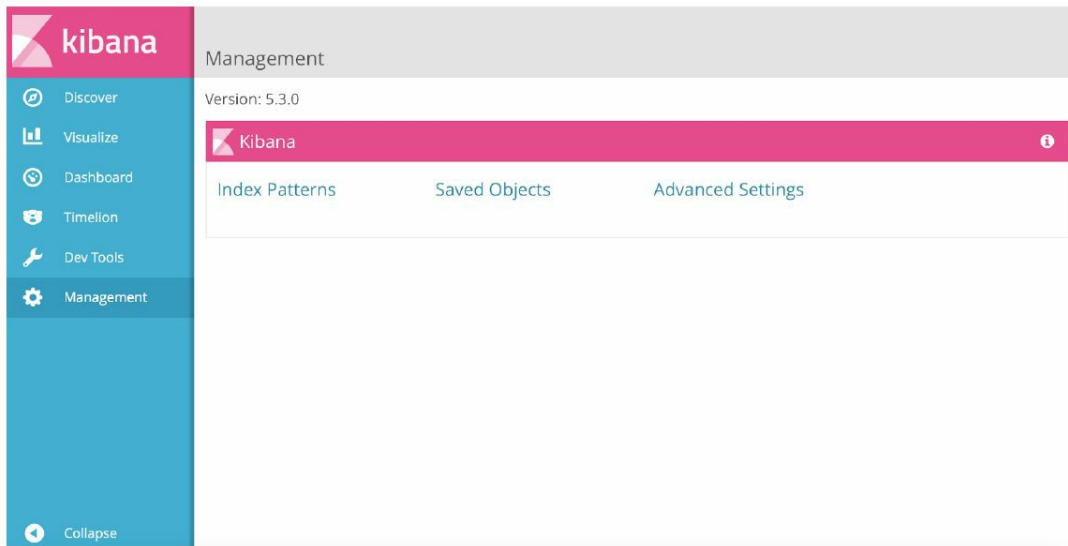 kibana
Discover
Visualize
Dashboard
Timelion
Dev Tools
Management
Collapse
Management
Version: 5.3.0
Kibana
Index Patterns Saved Objects Advanced Settings